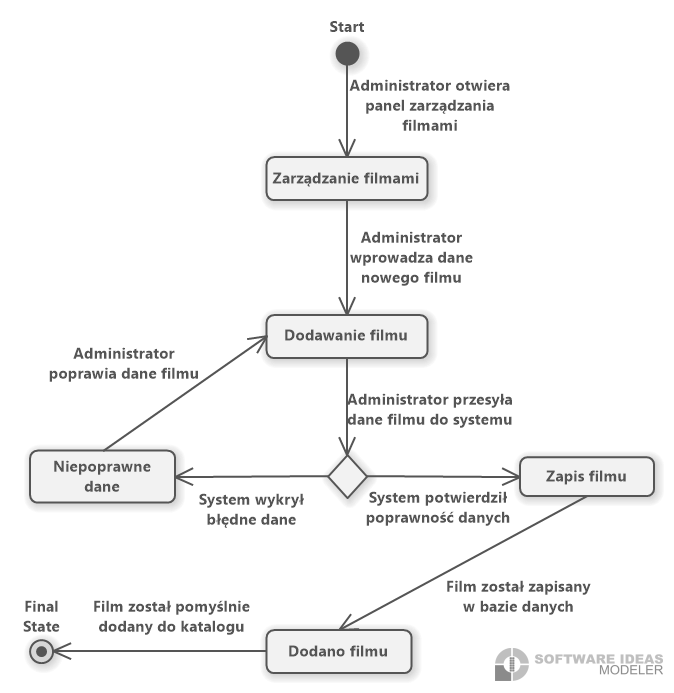 Start
Administrator otwiera
panel zarządzania
filmami
Zarządzanie filmami
Administrator
wprowadza dane
nowego filmu
Dodawanie filmu
Administrator
poprawia dane filmu
Administrator przesyła
dane filmu do systemu
Niepoprawne
dane
System wykrył
błędne dane
System potwierdził
poprawność danych
Zapis filmu
Film został zapisany
w bazie danych
Final
State
Film został pomyślnie
dodany do katalogu
Dodano filmu
SOFTWARE IDEAS
MODELER